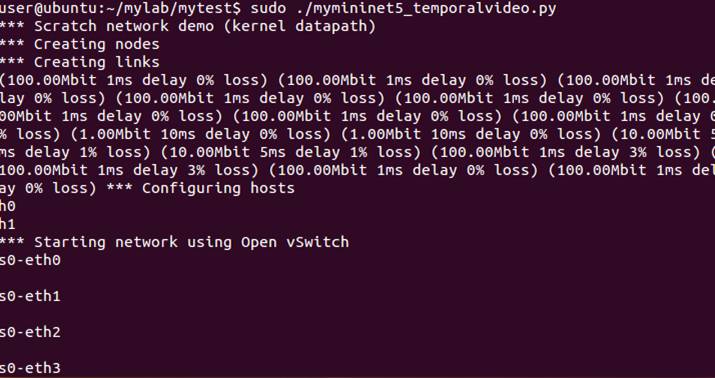 user@ubuntu:~/mylab/mytest$ sudo ./mymininet5_temporalvideo.py
*** Scratch network demo (kernel datapath)
*** Creating nodes
*** Creating links
(100.00Mbit 1ms delay 0% loss) (100.00Mbit 1ms delay 0% loss) (100.00Mbit 1ms de
lay 0% loss) (100.00Mbit 1ms delay 0% loss) (100.00Mbit 1ms delay 0% loss) (100.
00Mbit 1ms delay 0% loss) (100.00Mbit 1ms delay 0% loss) (100.00Mbit 1ms delay 0
% loss) (1.00Mbit 10ms delay 0% loss) (1.00Mbit 10ms delay 0% loss) (10.00Mbit 5
ms delay 1% loss) (10.00Mbit 5ms delay 1% loss) (100.00Mbit 1ms delay 3% loss) (
100.00Mbit 1ms delay 3% loss) (100.00Mbit 1ms delay 0% loss) (100.00Mbit 1ms del
ay 0% loss) *** Configuring hosts
h0
h1
*** Starting network using Open vSwitch
s0-eth0
s0-eth1
s0-eth2
s0-eth3